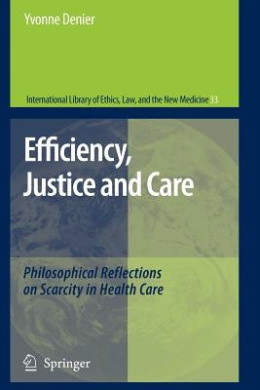 Yvonne Denier
International Library of Ethics, Law, and the New Medicine 33
Efficiency,
Justice and Care
Philosophical Reflections
on Scarcity in Health Care
Springer